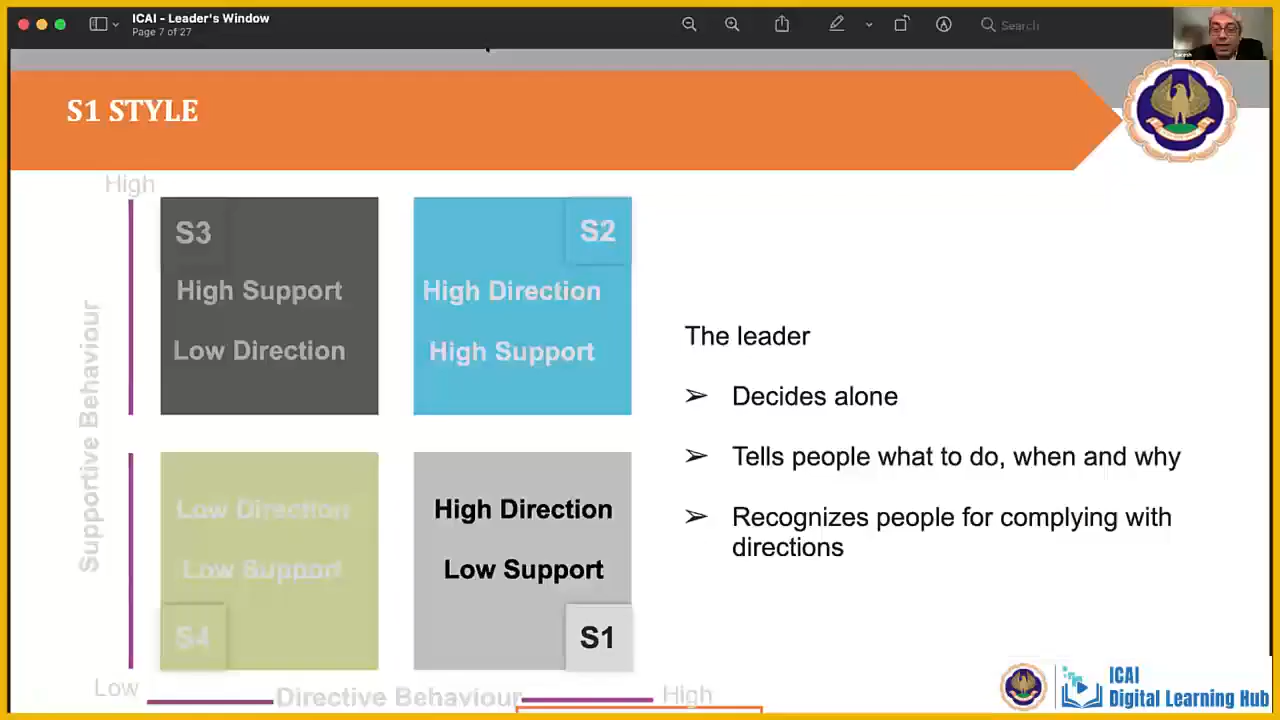 ICAI - Leader's Window
Page 7 of 27
Search
S1 STYLE
High
Supportive Behaviour
S3
High Support
Low Direction
S2
High Direction
High Support
Low Direction
Low Support
S4
High Direction
Low Support
S1
Low
Directive Behaviour
High
The leader
➢ Decides alone
➢ Tells people what to do, when and why
➢ Recognizes people for complying with
directions
ICAI
Digital Learning Hub